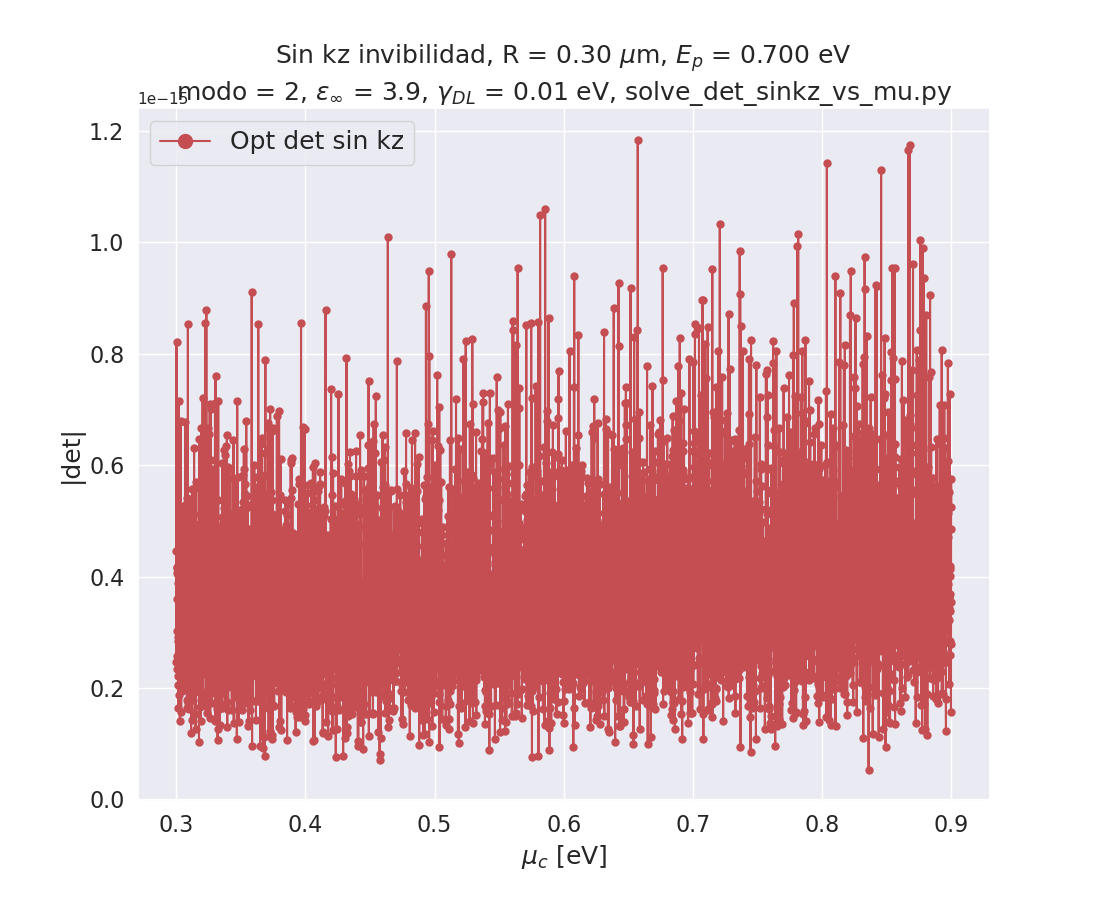 Sin kz invibilidad, R = 0.30 μm, E_p = 0.700 eV
modo = 2, ε_∞ = 3.9, γ_DL = 0.01 eV, solve_det_sinkz_vs_mu.py
1e−15
Opt det sin kz
1.2
1.0
0.8
0.6
0.4
0.2
0.0
|det|
0.3 0.4 0.5 0.6 0.7 0.8 0.9
μ_c [eV]